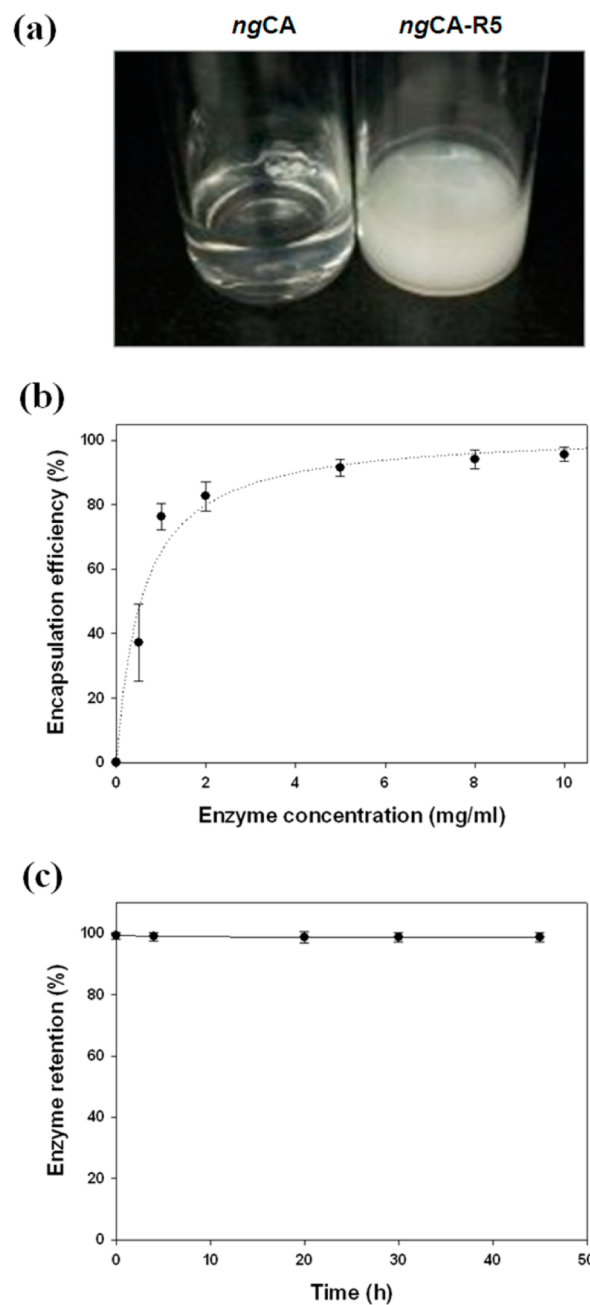 (a)
ngCA ngCA-R5
(b)
Encapsulation efficiency (%)
100
80
60
40
20
0
0 2 4 6 8 10
Enzyme concentration (mg/ml)
(c)
Enzyme retention (%)
100
80
60
40
20
0
0 10 20 30 40 50
Time (h)